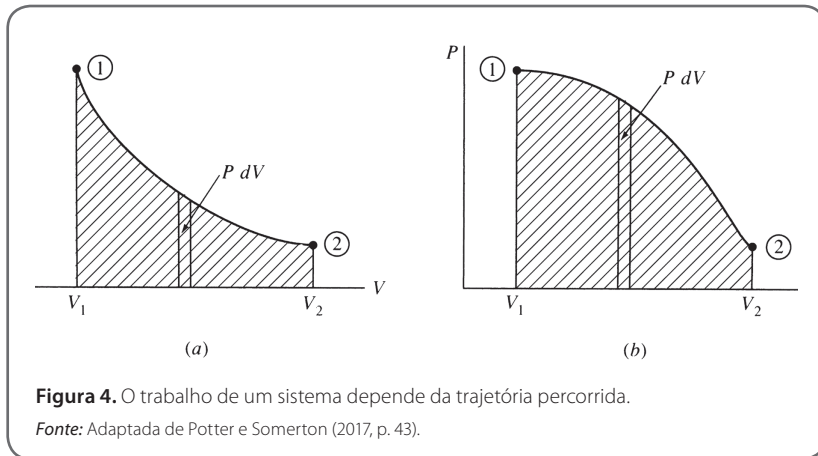 P
① ①
P dV P dV
② ②
V₁ V₂ V V₁ V₂
(a) (b)
Figura 4. O trabalho de um sistema depende da trajetória percorrida.
Fonte: Adaptada de Potter e Somerton (2017, p. 43).